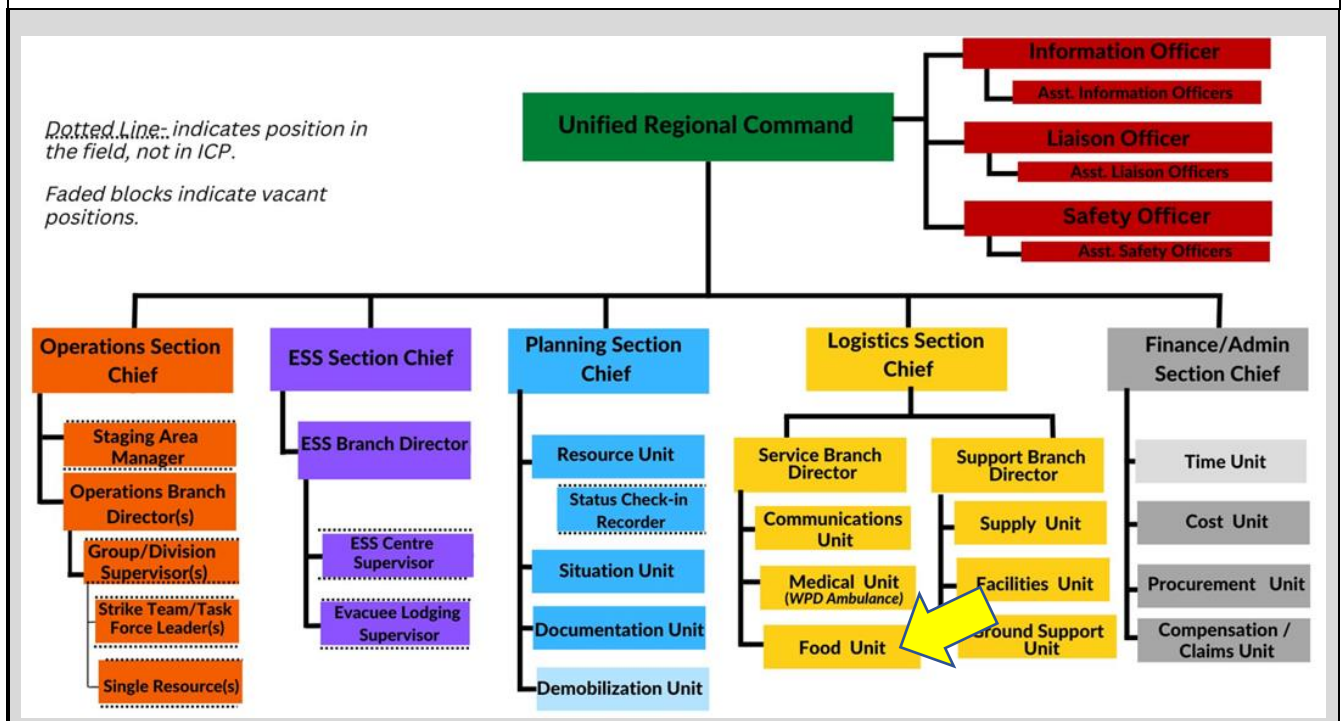 Dotted Line- indicates position in
the field, not in ICP.
Faded blocks indicate vacant
positions.
Unified Regional Command
Information Officer
Asst. Information Officers
Liaison Officer
Asst. Liaison Officers
Safety Officer
Asst. Safety Officers
Operations Section
Chief
Staging Area
Manager
Operations Branch
Director(s)
Group/Division
Supervisor(s)
Strike Team/Task
Force Leader(s)
Single Resource(s)
ESS Section Chief
ESS Branch Director
ESS Centre
Supervisor
Evacuee Lodging
Supervisor
Planning Section
Chief
Resource Unit
Status Check-in
Recorder
Situation Unit
Documentation Unit
Demobilization Unit
Logistics Section
Chief
Service Branch
Director
Communications
Unit
Medical Unit
(WPD Ambulance)
Food Unit
Support Branch
Director
Supply Unit
Facilities Unit
Ground Support
Unit
Finance/Admin
Section Chief
Time Unit
Cost Unit
Procurement Unit
Compensation /
Claims Unit